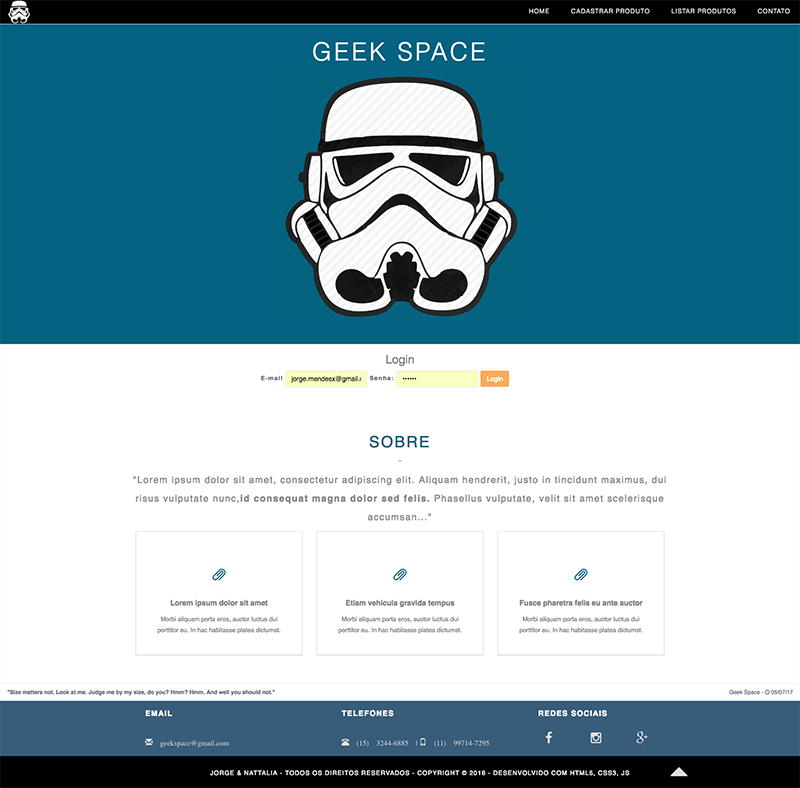 HOME CADASTRAR PRODUTO LISTAR PRODUTOS CONTATO
GEEK SPACE
Login
E-mail jorge.mendesx@gmail. Senha: •••••• Login
SOBRE
"Lorem ipsum dolor sit amet, consectetur adipiscing elit. Aliquam hendrerit, justo in tincidunt maximus, dui
risus vulputate nunc,id consequat magna dolor sed felis. Phasellus vulputate, velit sit amet scelerisque
accumsan..."
Lorem ipsum dolor sit amet
Morbi aliquam porta eros, auctor luctus dui
porttitor eu. In hac habitasse platea dictumst.
Etiam vehicula gravida tempus
Morbi aliquam porta eros, auctor luctus dui
porttitor eu. In hac habitasse platea dictumst.
Fusce pharetra felis eu ante auctor
Morbi aliquam porta eros, auctor luctus dui
porttitor eu. In hac habitasse platea dictumst.
"Size matters not. Look at me. Judge me by my size, do you? Hmm? Hmm. And well you should not." Geek Space - 05/07/17
EMAIL TELEFONES REDES SOCIAIS
geekspace@gmail.com (15) 3244-6885 | (11) 99714-7295
JORGE & NATTALIA - TODOS OS DIREITOS RESERVADOS - COPYRIGHT © 2016 - DESENVOLVIDO COM HTML5, CSS3, JS